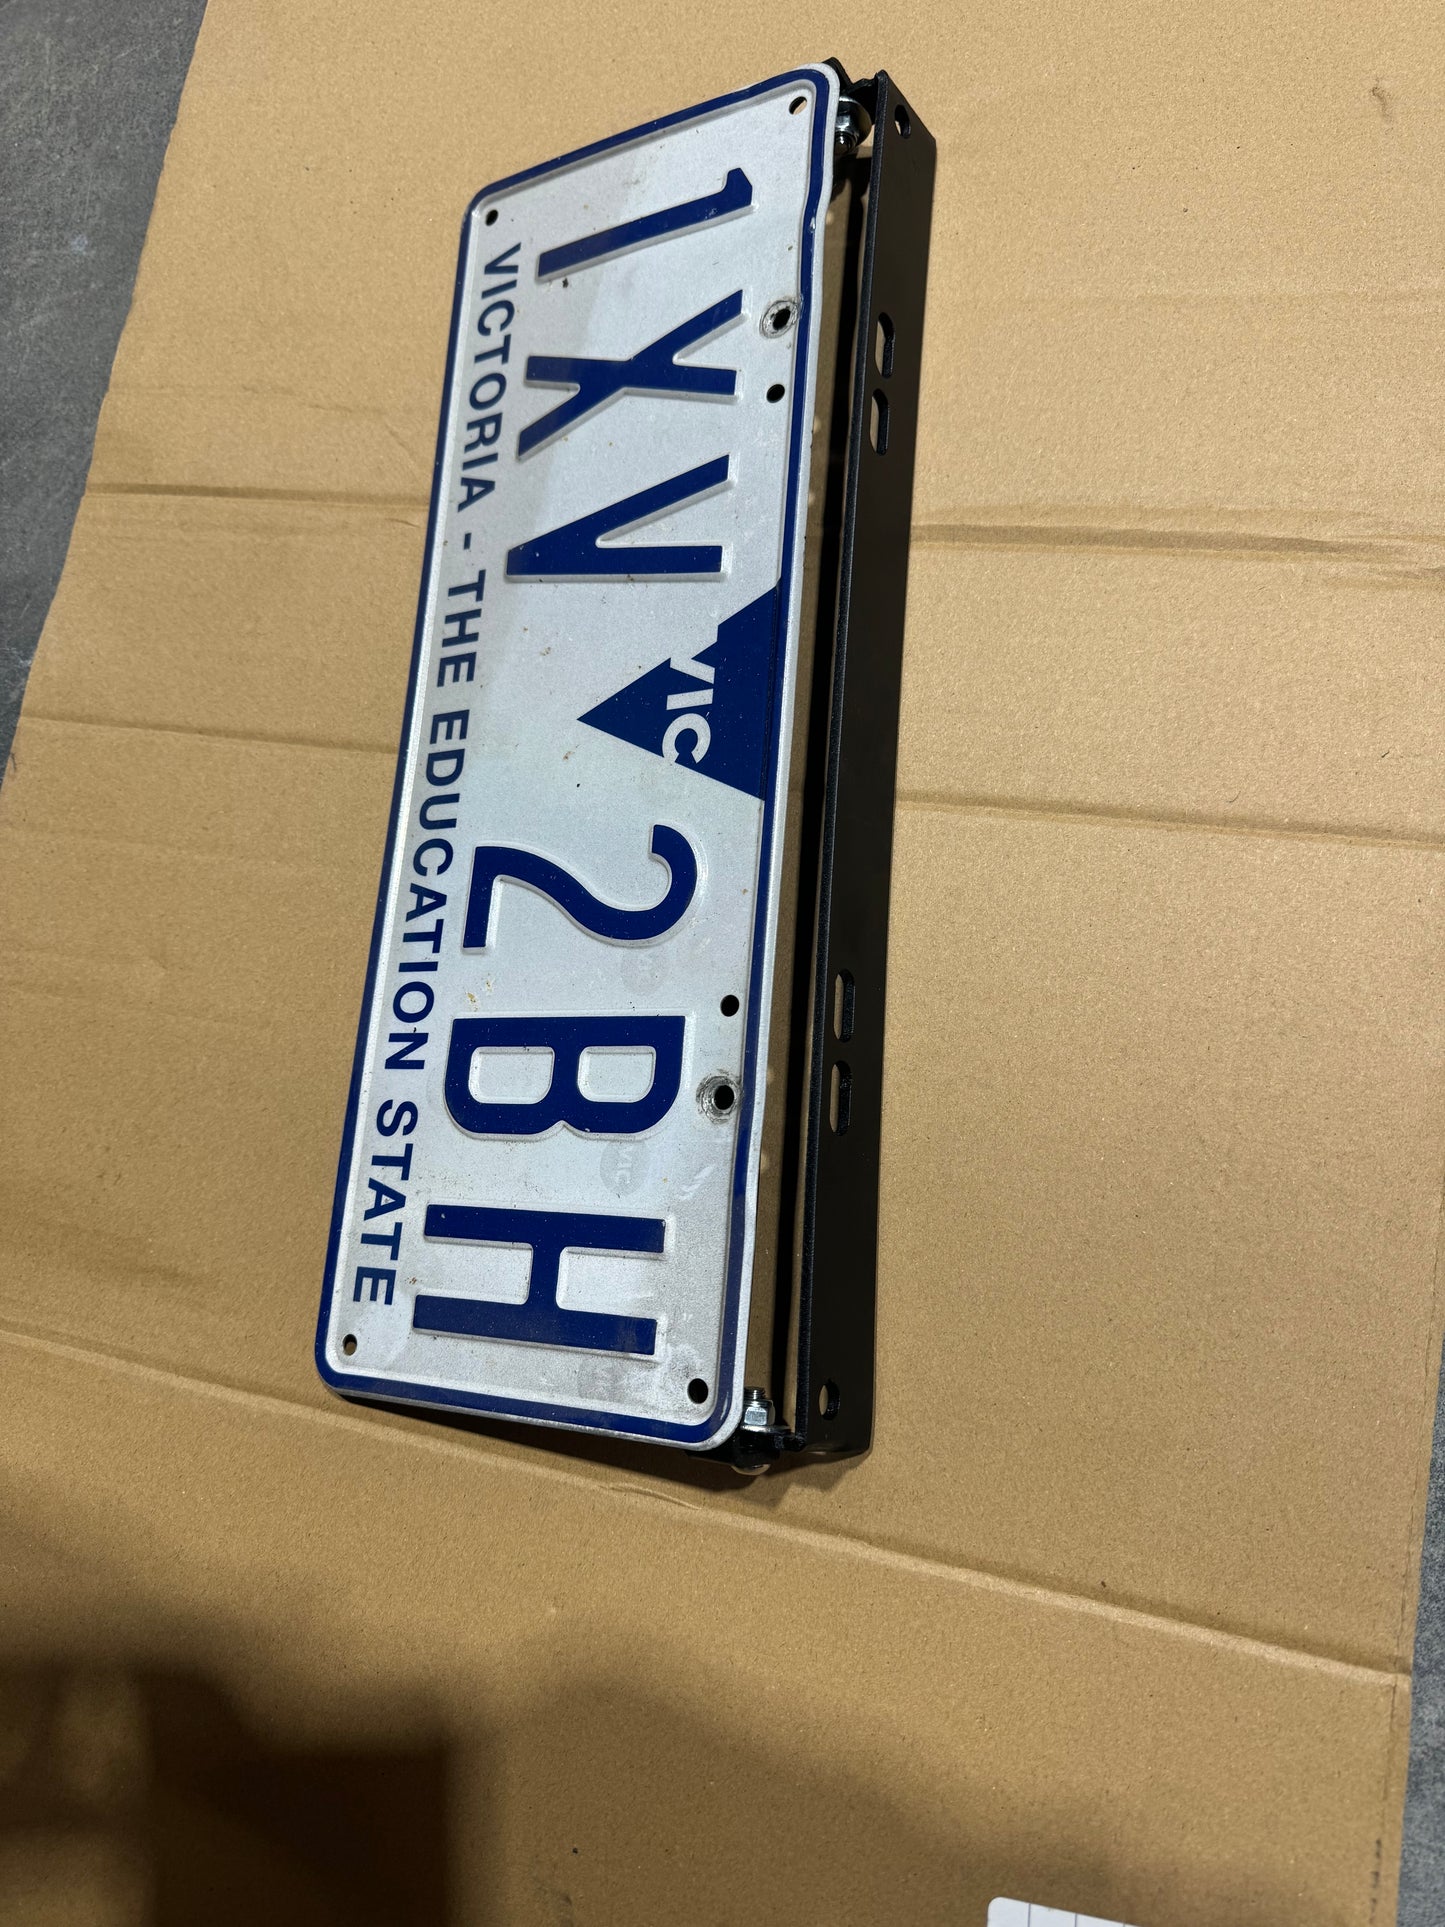 1XV VIC 2BH
VICTORIA - THE EDUCATION STATE